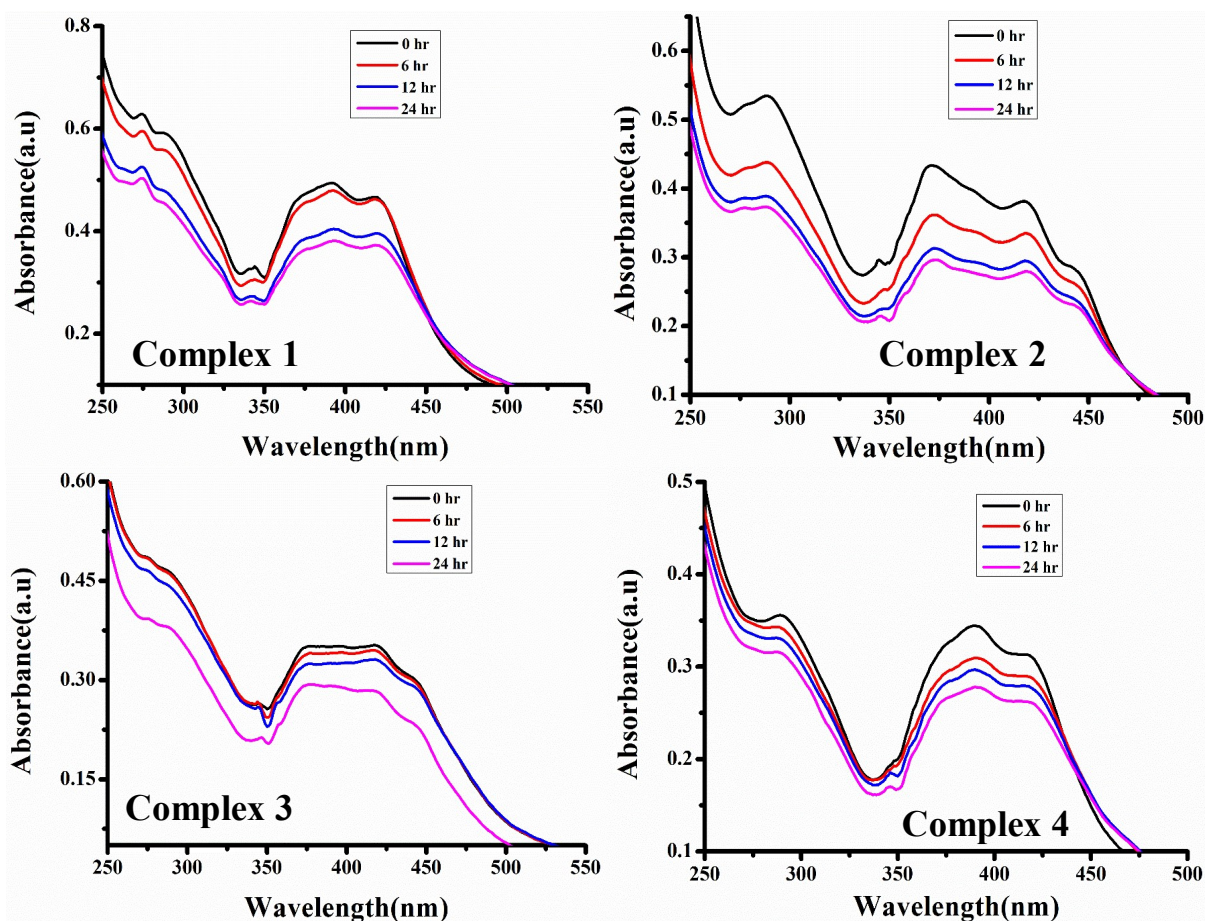 0.8
0.6
0.4
0.2
Absorbance(a.u)
0 hr
6 hr
12 hr
24 hr
Complex 1
250 300 350 400 450 500 550
Wavelength(nm)
0.6
0.5
0.4
0.3
0.2
0.1
Absorbance(a.u)
0 hr
6 hr
12 hr
24 hr
Complex 2
250 300 350 400 450 500
Wavelength(nm)
0.60
0.45
0.30
0.15
Absorbance(a.u)
0 hr
6 hr
12 hr
24 hr
Complex 3
250 300 350 400 450 500 550
Wavelength(nm)
0.5
0.4
0.3
0.2
0.1
Absorbance(a.u)
0 hr
6 hr
12 hr
24 hr
Complex 4
250 300 350 400 450 500
Wavelength(nm)